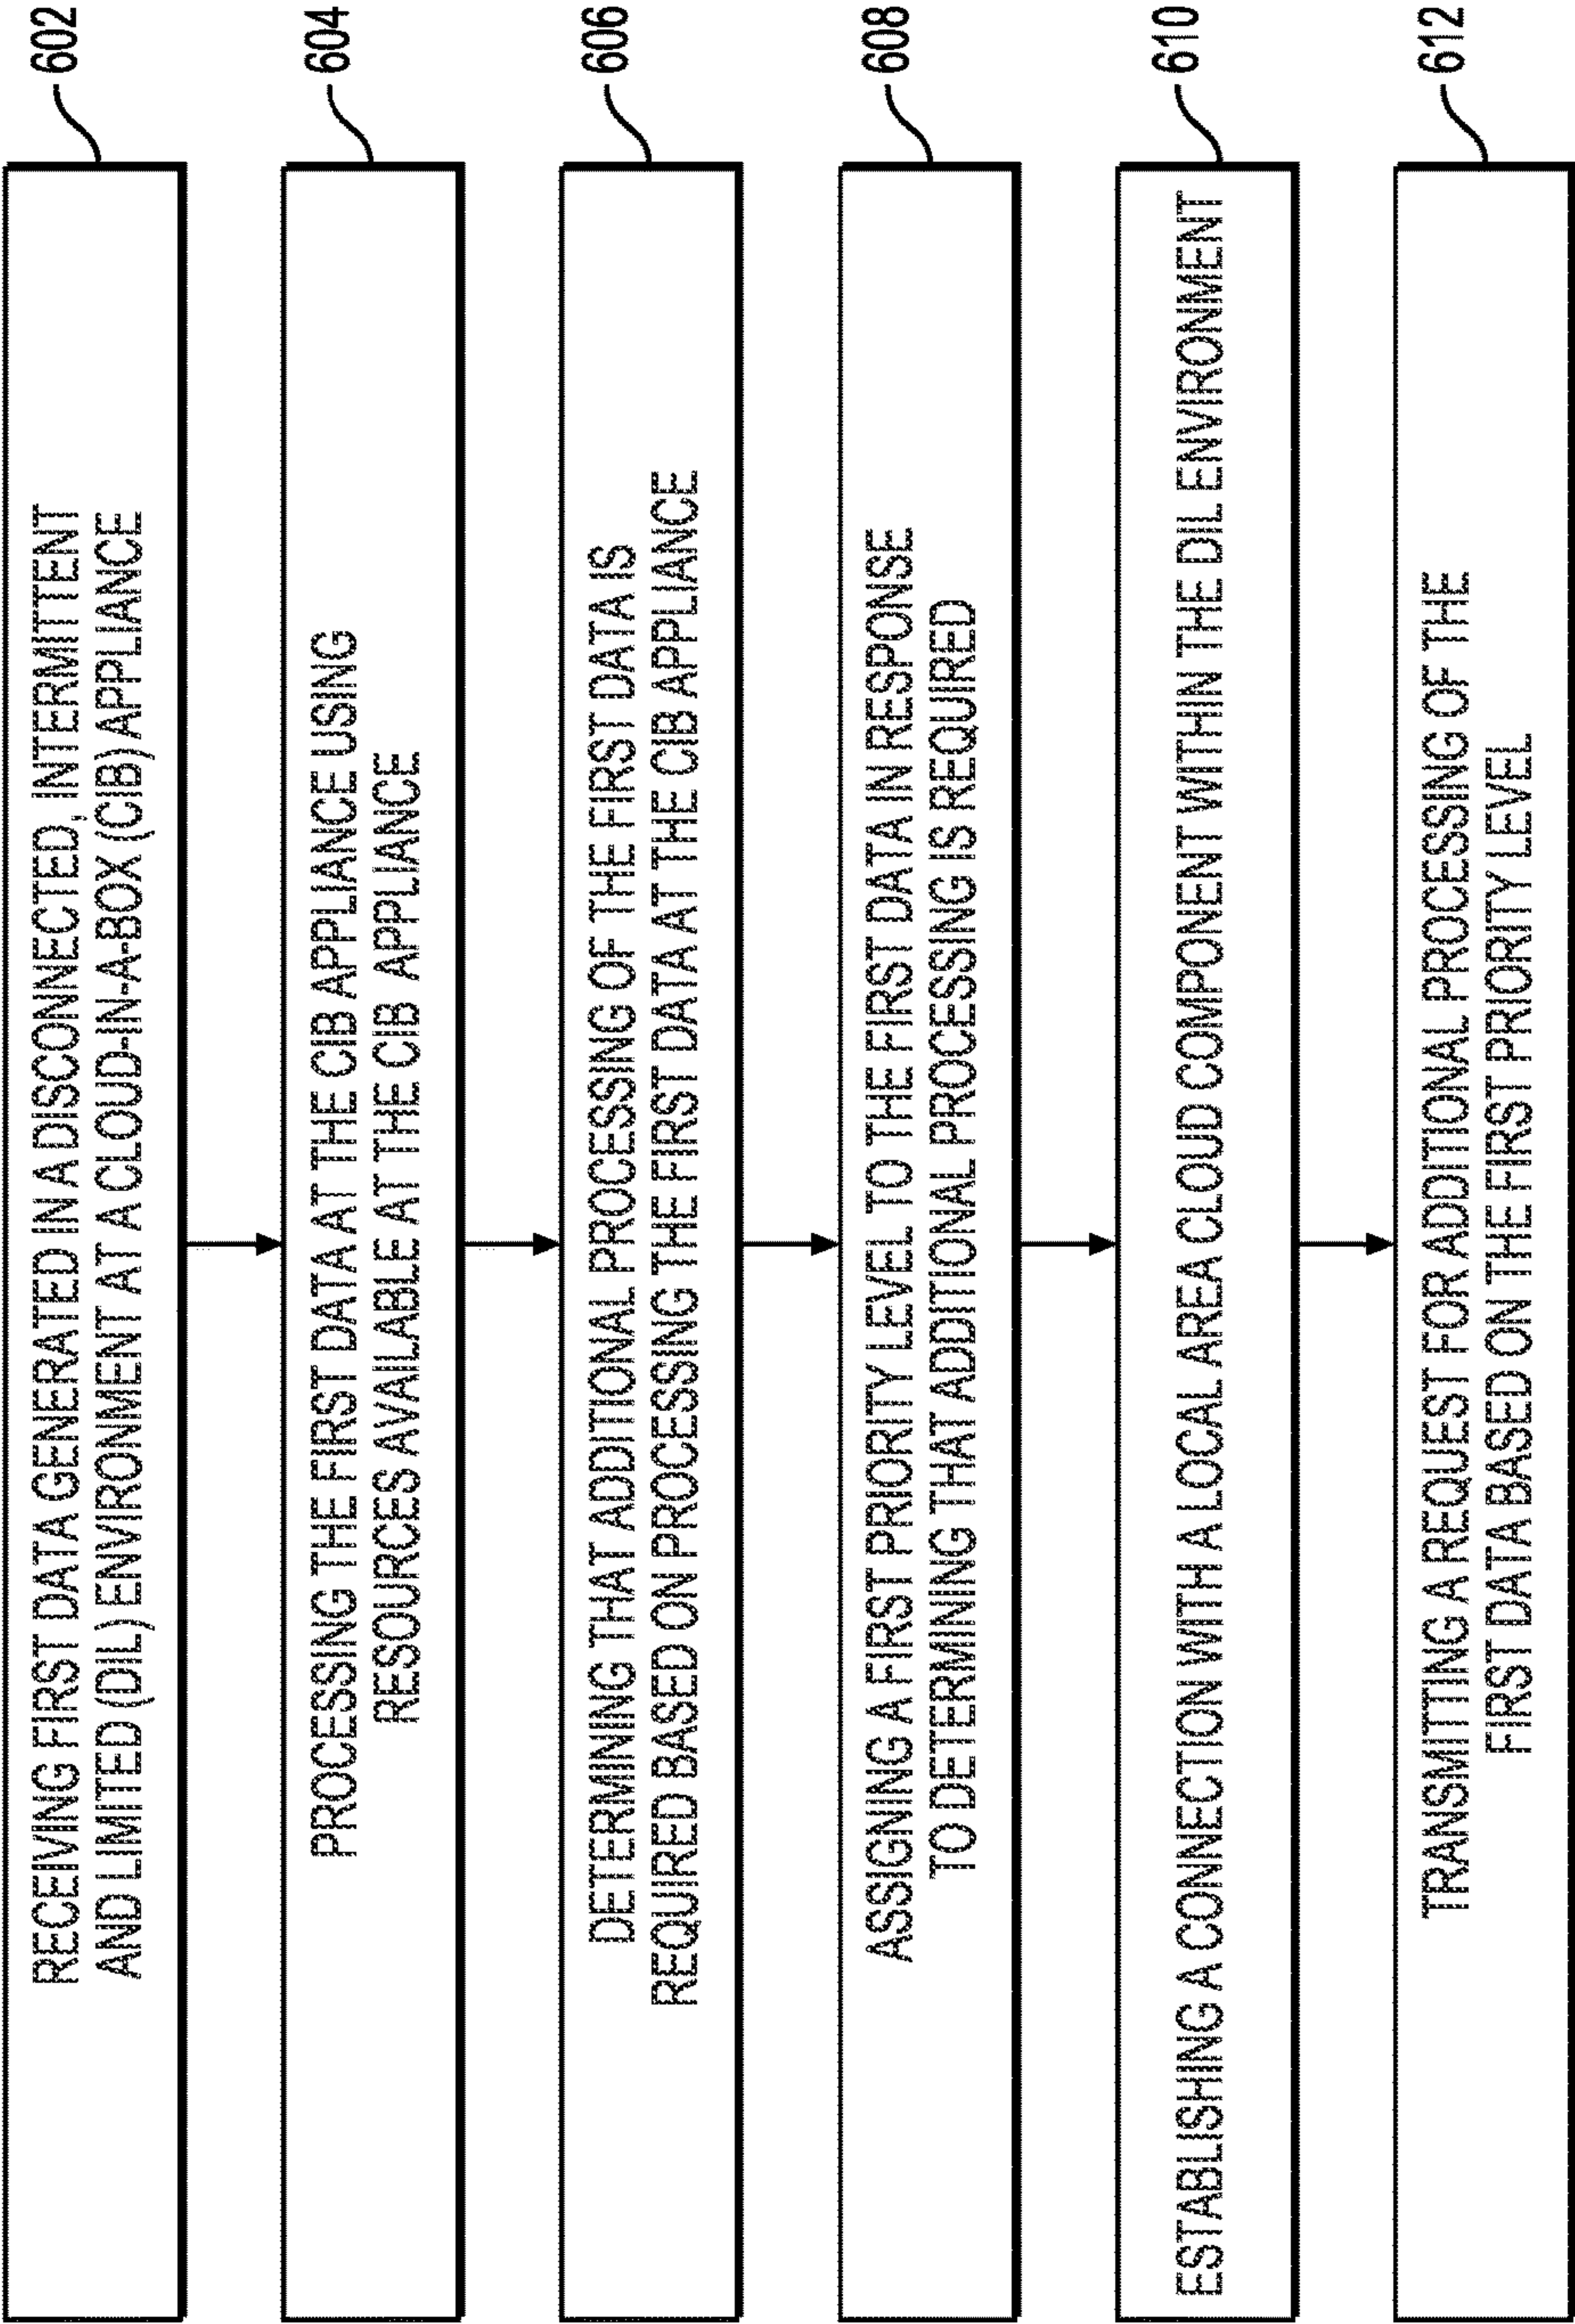 RECEIVING FIRST DATA GENERATED IN A DISCONNECTED, INTERMITTENT
AND LIMITED (DIL) ENVIRONMENT AT A CLOUD-IN-A-BOX (CIB) APPLIANCE
602
PROCESSING THE FIRST DATA AT THE CIB APPLIANCE USING
RESOURCES AVAILABLE AT THE CIB APPLIANCE
604
DETERMINING THAT ADDITIONAL PROCESSING OF THE FIRST DATA IS
REQUIRED BASED ON PROCESSING THE FIRST DATA AT THE CIB APPLIANCE
606
ASSIGNING A FIRST PRIORITY LEVEL TO THE FIRST DATA IN RESPONSE
TO DETERMINING THAT ADDITIONAL PROCESSING IS REQUIRED
608
ESTABLISHING A CONNECTION WITH A LOCAL AREA CLOUD COMPONENT WITHIN THE DIL ENVIRONMENT
610
TRANSMITTING A REQUEST FOR ADDITIONAL PROCESSING OF THE
FIRST DATA BASED ON THE FIRST PRIORITY LEVEL
612